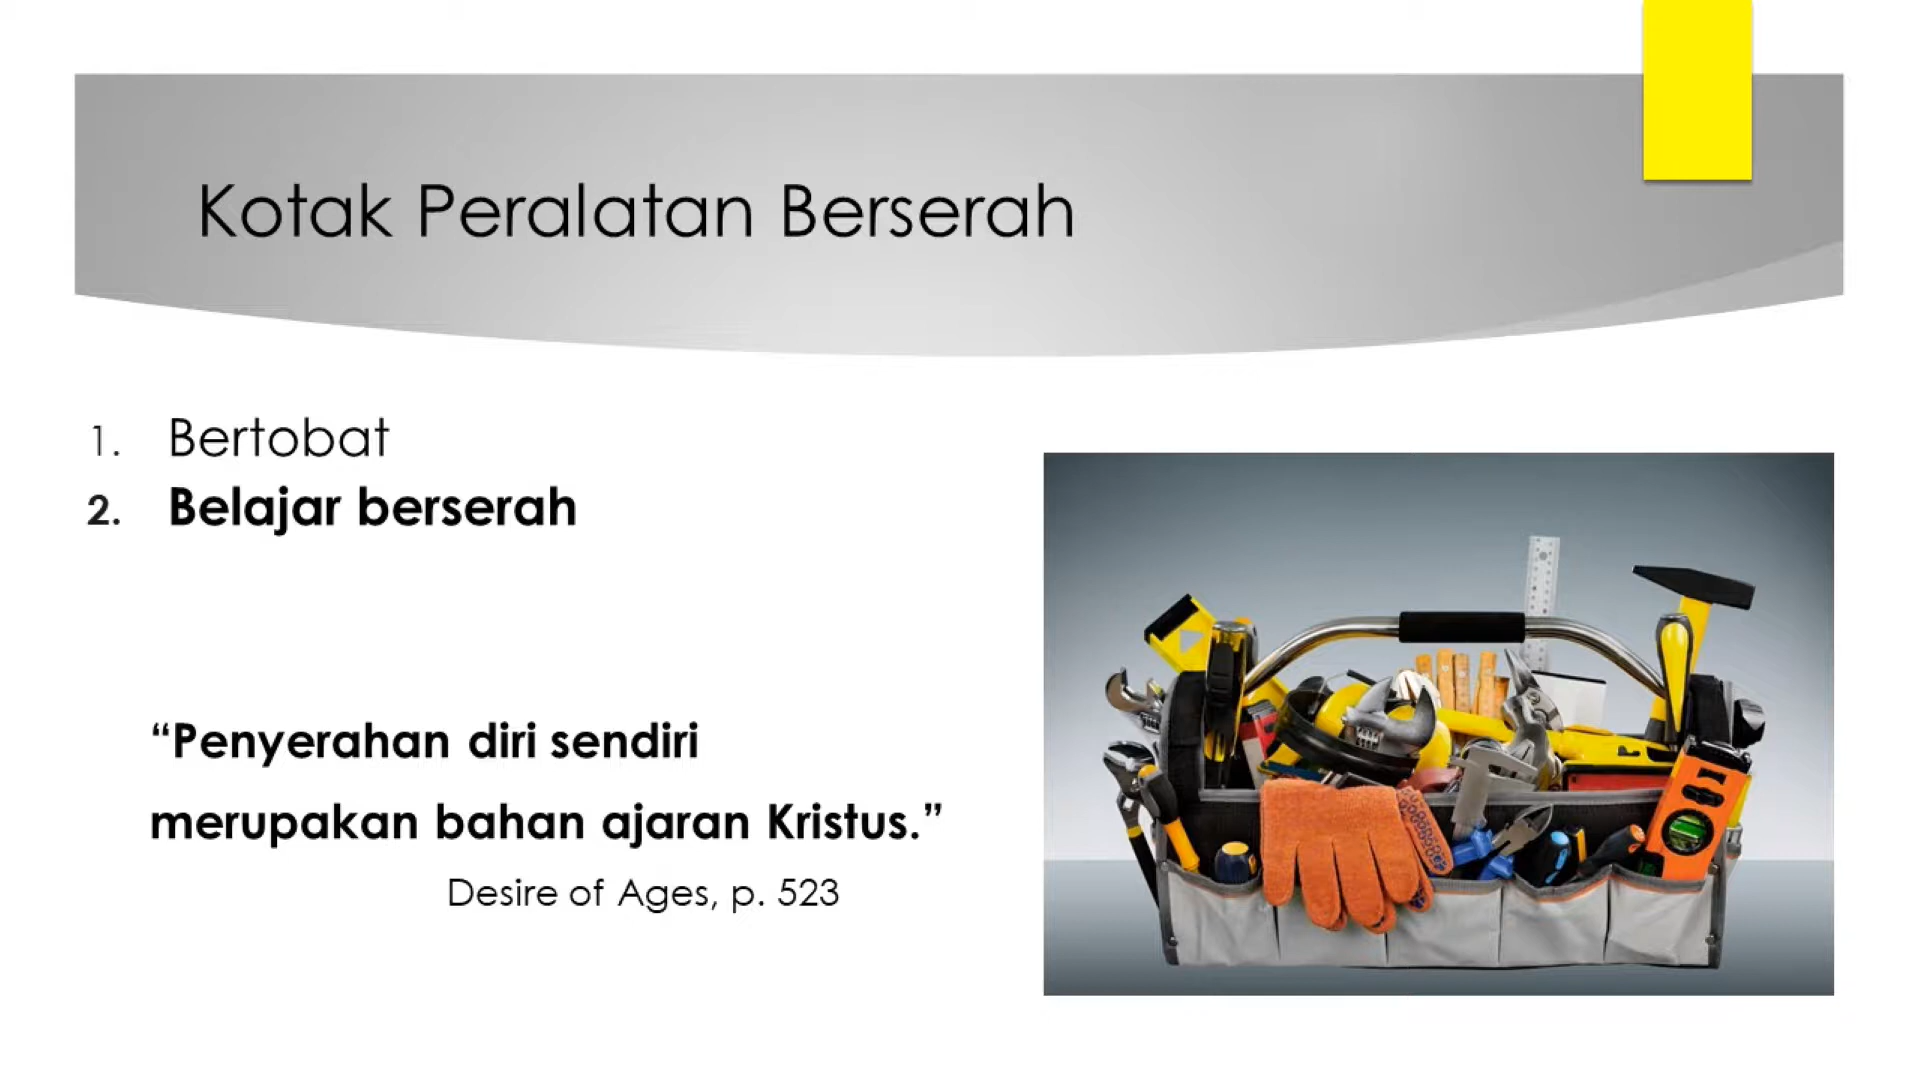 Kotak Peralatan Berserah
1. Bertobat
2. Belajar berserah
“Penyerahan diri sendiri
merupakan bahan ajaran Kristus.”
Desire of Ages, p. 523